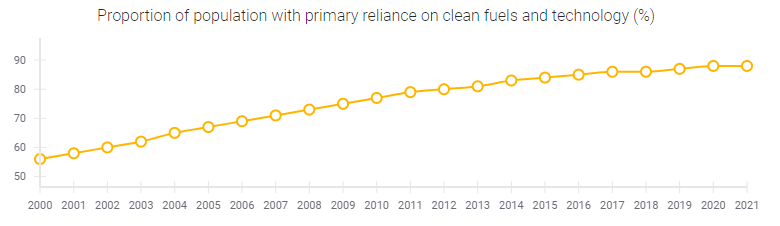 Proportion of population with primary reliance on clean fuels and technology (%)
90
80
70
60
50
2000 2001 2002 2003 2004 2005 2006 2007 2008 2009 2010 2011 2012 2013 2014 2015 2016 2017 2018 2019 2020 2021